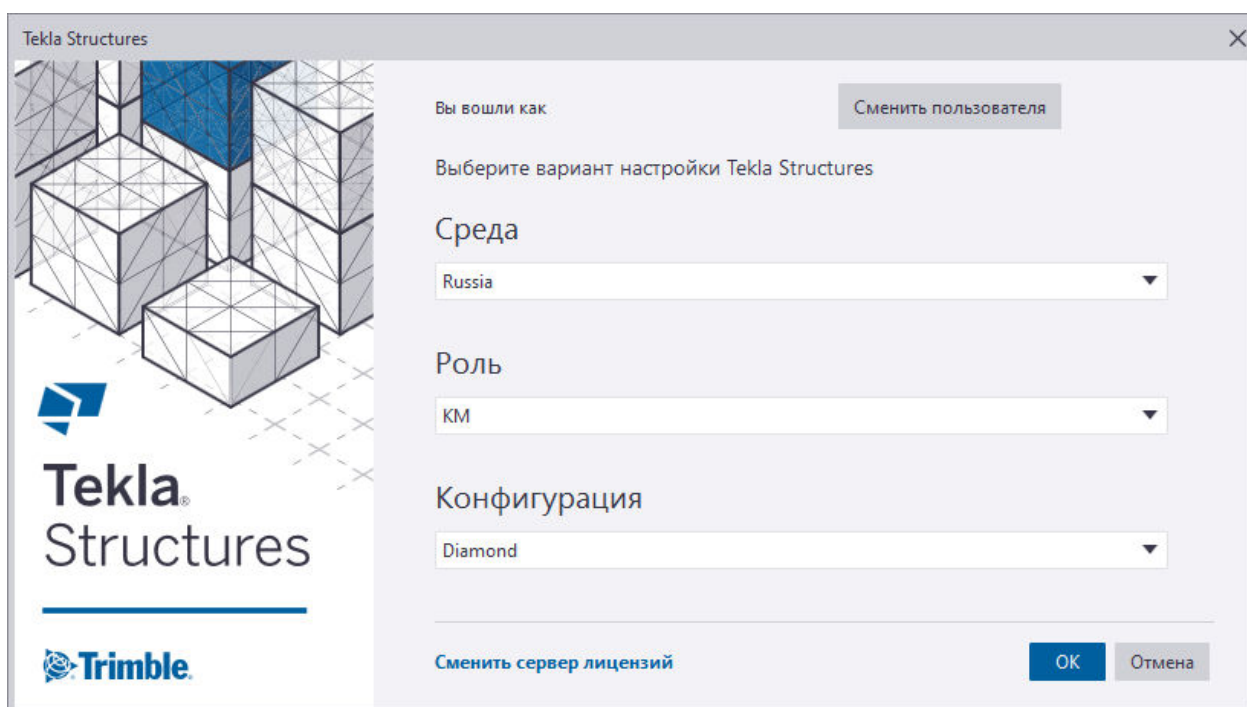 Tekla Structures
Вы вошли как
Сменить пользователя
Выберите вариант настройки Tekla Structures
Среда
Russia
Роль
КМ
Конфигурация
Diamond
Tekla®
Structures
Trimble.
Сменить сервер лицензий
ОК
Отмена